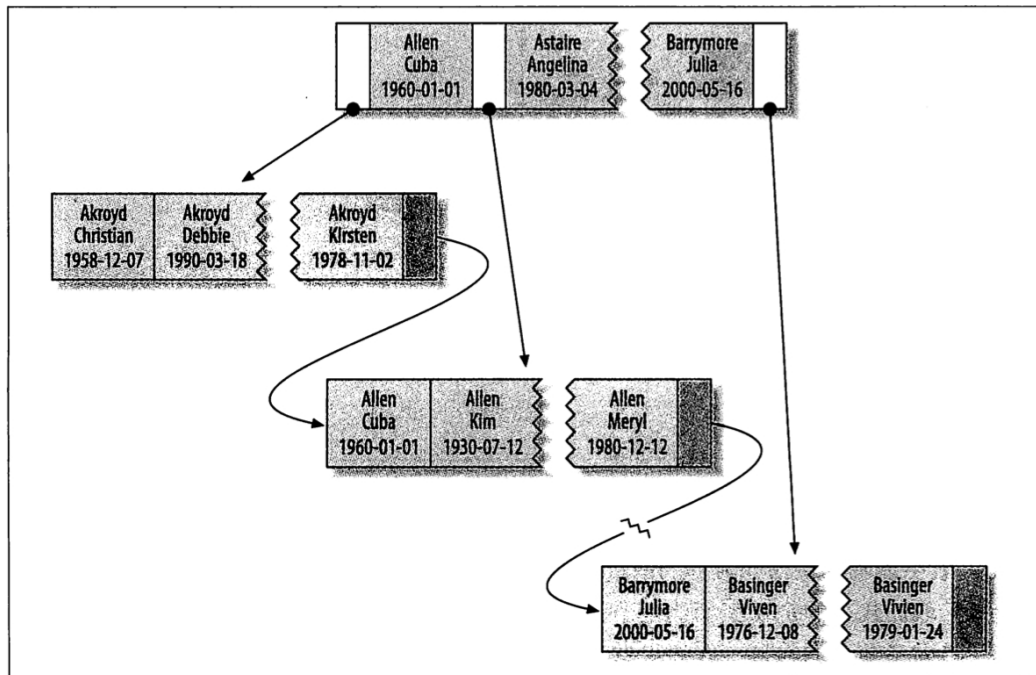 Allen
Cuba
1960-01-01
Astaire
Angelina
1980-03-04
Barrymore
Julia
2000-05-16
Akroyd
Christian
1958-12-07
Akroyd
Debbie
1990-03-18
Akroyd
Kirsten
1978-11-02
Allen
Cuba
1960-01-01
Allen
Kim
1930-07-12
Allen
Meryl
1980-12-12
Barrymore
Julia
2000-05-16
Basinger
Viven
1976-12-08
Basinger
Vivien
1979-01-24